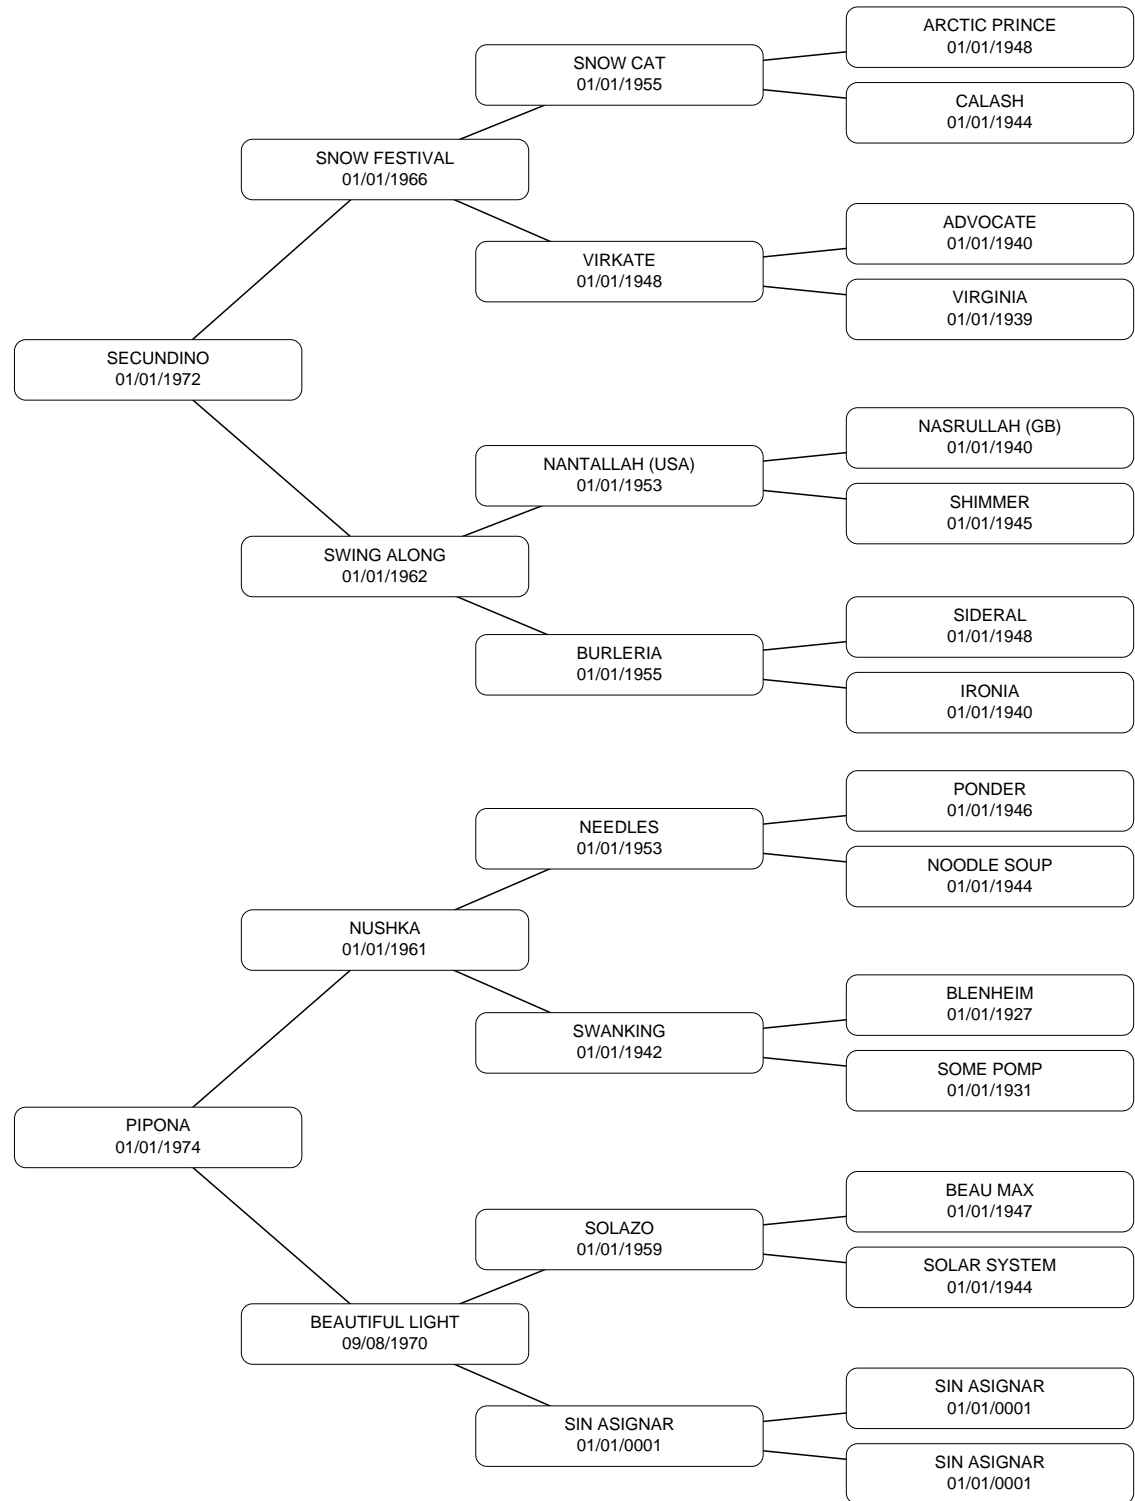 ARCTIC PRINCE
01/01/1948
SNOW CAT
01/01/1955
CALASH
01/01/1944
SNOW FESTIVAL
01/01/1966
ADVOCATE
01/01/1940
VIRKATE
01/01/1948
VIRGINIA
01/01/1939
SECUNDINO
01/01/1972
NASRULLAH (GB)
01/01/1940
NANTALLAH (USA)
01/01/1953
SHIMMER
01/01/1945
SWING ALONG
01/01/1962
SIDERAL
01/01/1948
BURLERIA
01/01/1955
IRONIA
01/01/1940
PONDER
01/01/1946
NEEDLES
01/01/1953
NOODLE SOUP
01/01/1944
NUSHKA
01/01/1961
BLENHEIM
01/01/1927
SWANKING
01/01/1942
SOME POMP
01/01/1931
PIPONA
01/01/1974
BEAU MAX
01/01/1947
SOLAZO
01/01/1959
SOLAR SYSTEM
01/01/1944
BEAUTIFUL LIGHT
09/08/1970
SIN ASIGNAR
01/01/0001
SIN ASIGNAR
01/01/0001
SIN ASIGNAR
01/01/0001